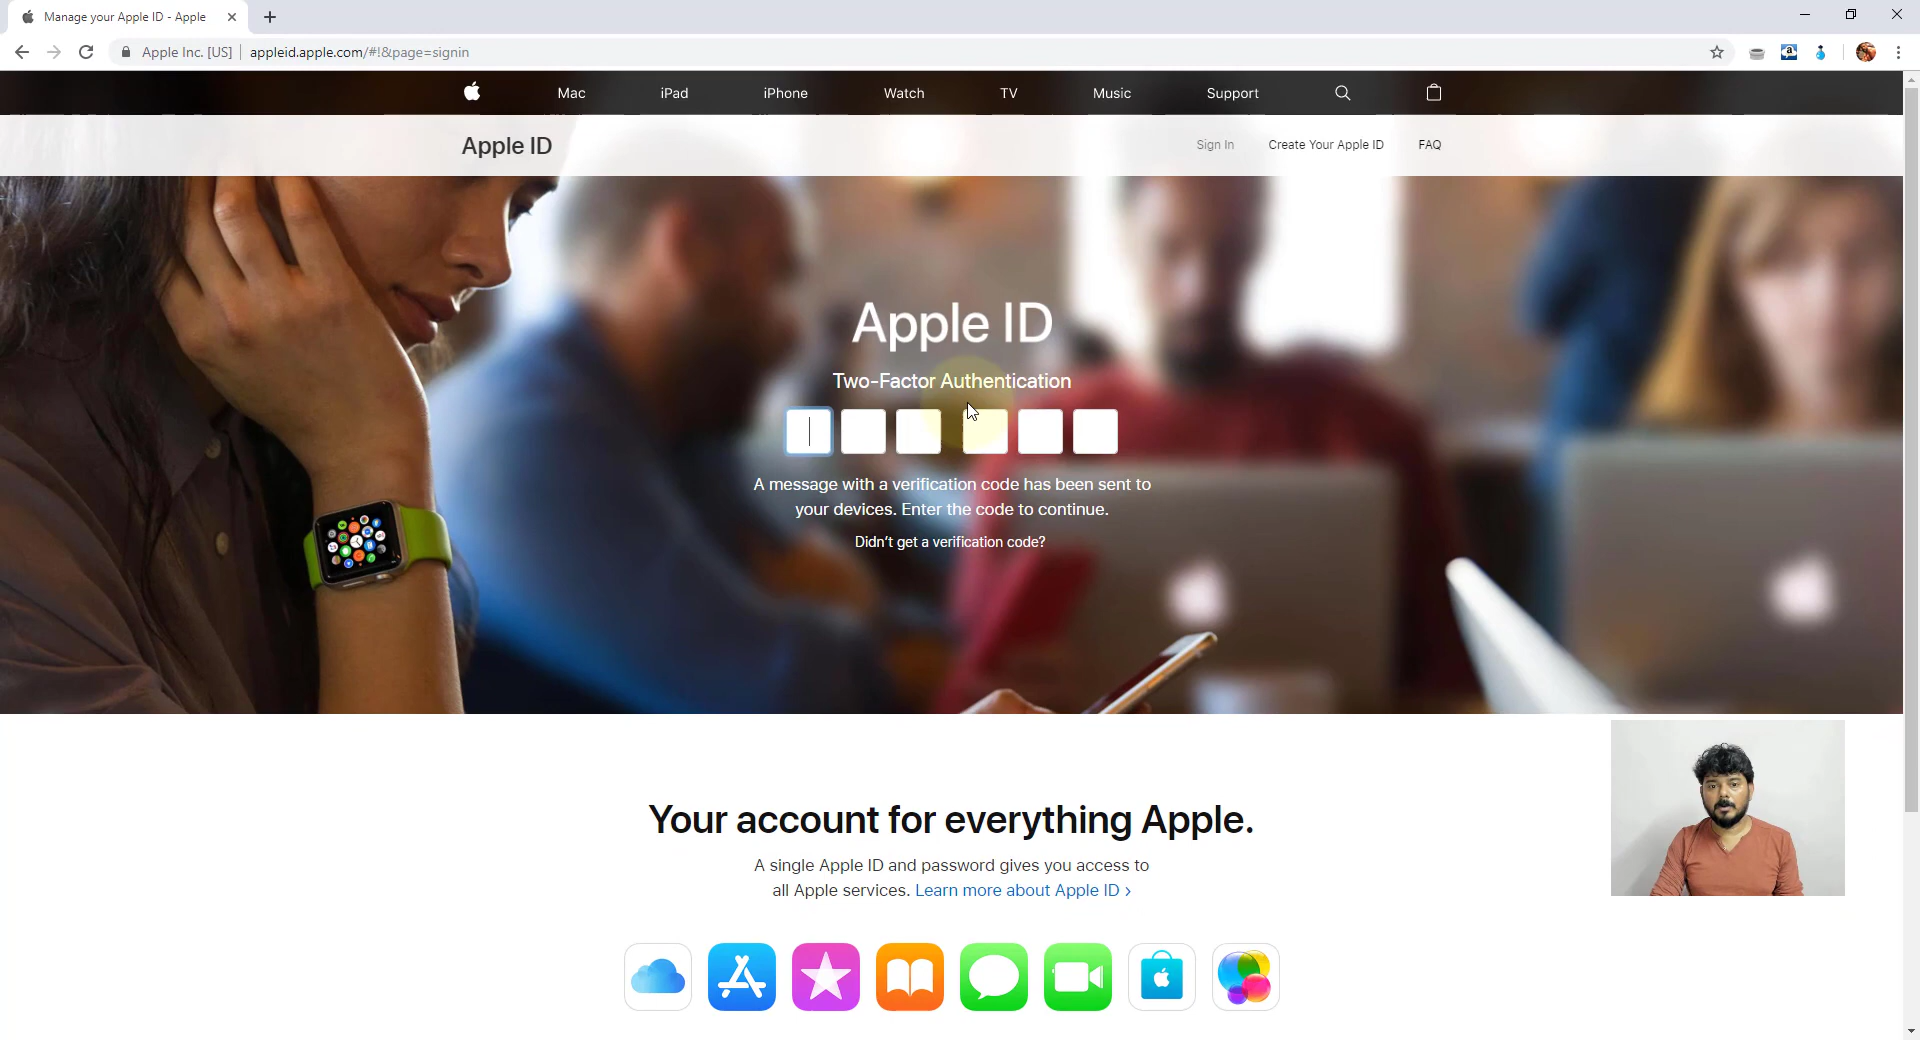 Manage your Apple ID - Apple
Apple Inc. [US] appleid.apple.com/#!&page=signin
Mac iPad iPhone Watch TV Music Support
Apple ID Sign In Create Your Apple ID FAQ
Apple ID
Two-Factor Authentication
A message with a verification code has been sent to
your devices. Enter the code to continue.
Didn't get a verification code?
Your account for everything Apple.
A single Apple ID and password gives you access to
all Apple services. Learn more about Apple ID >